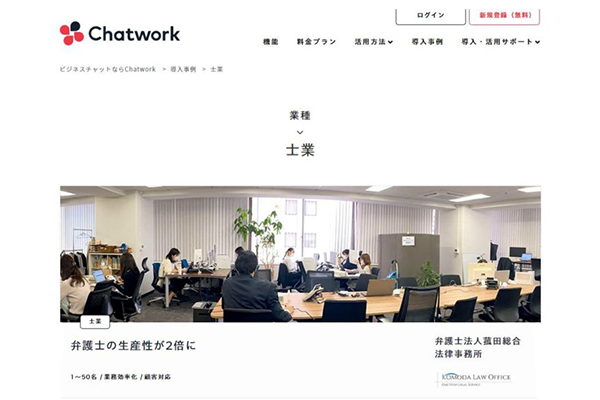 ログイン
新規登録（無料）
Chatwork
機能 料金プラン 活用方法 導入事例 導入・活用サポート
ビジネスチャットならChatwork > 導入事例 > 士業
業種
士業
士業
弁護士の生産性が2倍に
弁護士法人菰田総合
法律事務所
1〜50名 / 業務効率化 / 顧客対応
KOMODA LAW OFFICE